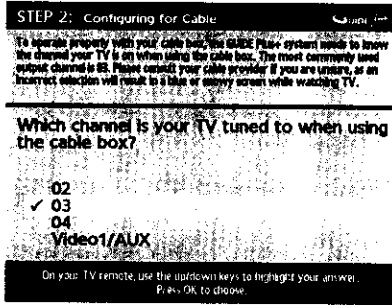 STEP 2: Configuring for Cable
To operate properly with your cable box, the GUIDE Plus+ system needs to know
the channel your TV is on when using the cable box. The most commonly used
output channel is 03. Please consult your cable provider if you are unsure, as an
incorrect selection will result in a blue or snowy screen while watching TV.
Which channel is your TV tuned to when using
the cable box?
02
✓ 03
04
Video1/AUX
On your TV remote, use the up/down keys to highlight your answer.
Press OK to choose.